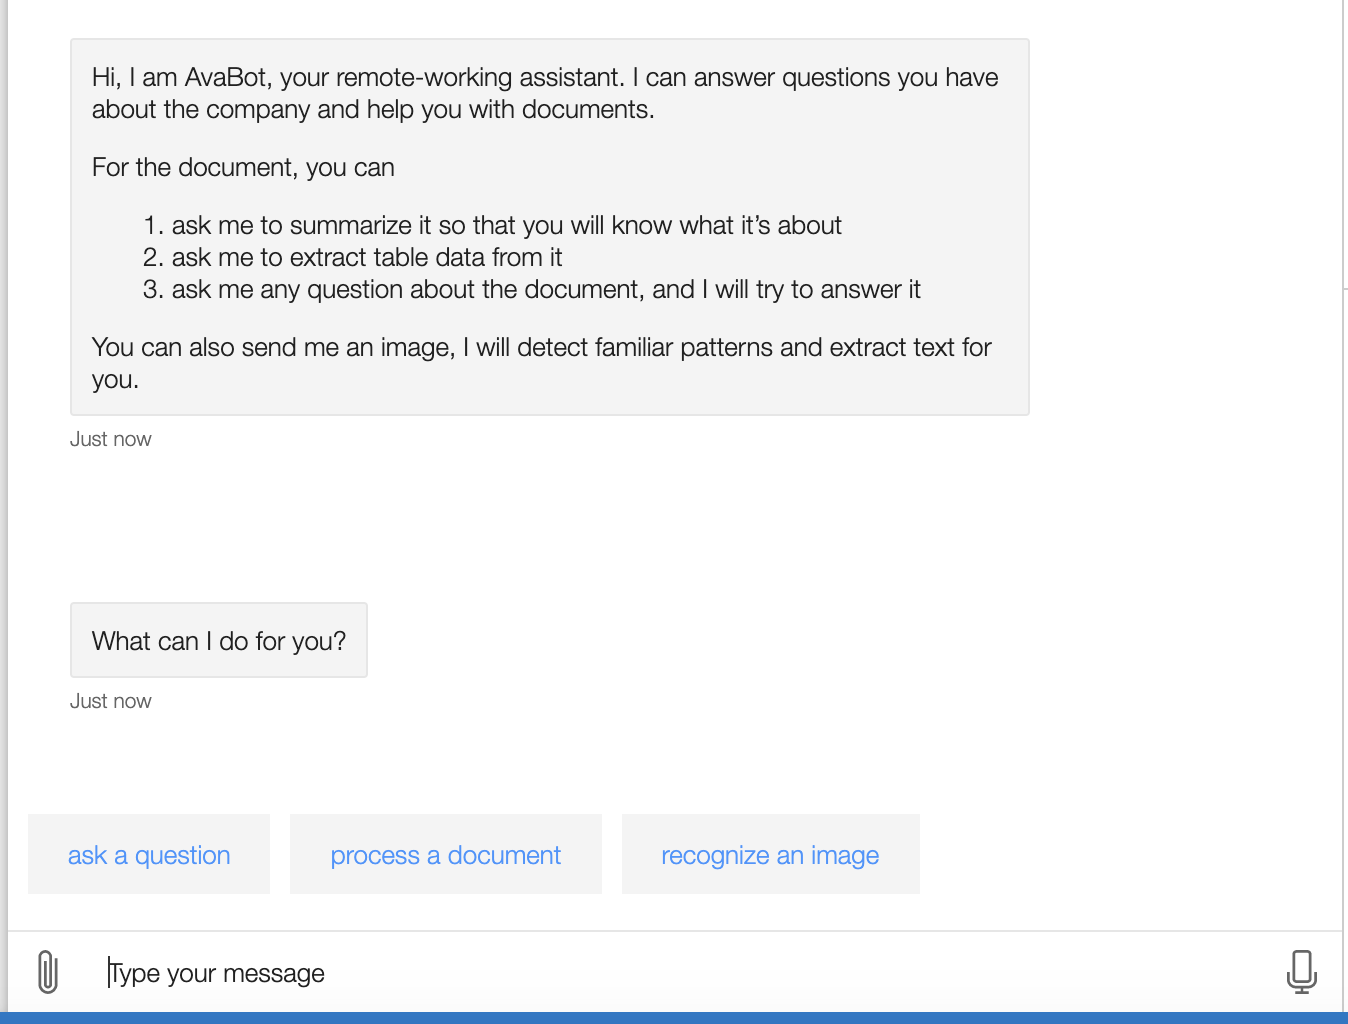 Hi, I am AvaBot, your remote-working assistant. I can answer questions you have
about the company and help you with documents.
For the document, you can
1. ask me to summarize it so that you will know what it’s about
2. ask me to extract table data from it
3. ask me any question about the document, and I will try to answer it
You can also send me an image, I will detect familiar patterns and extract text for
you.
Just now
What can I do for you?
Just now
ask a question
process a document
recognize an image
Type your message